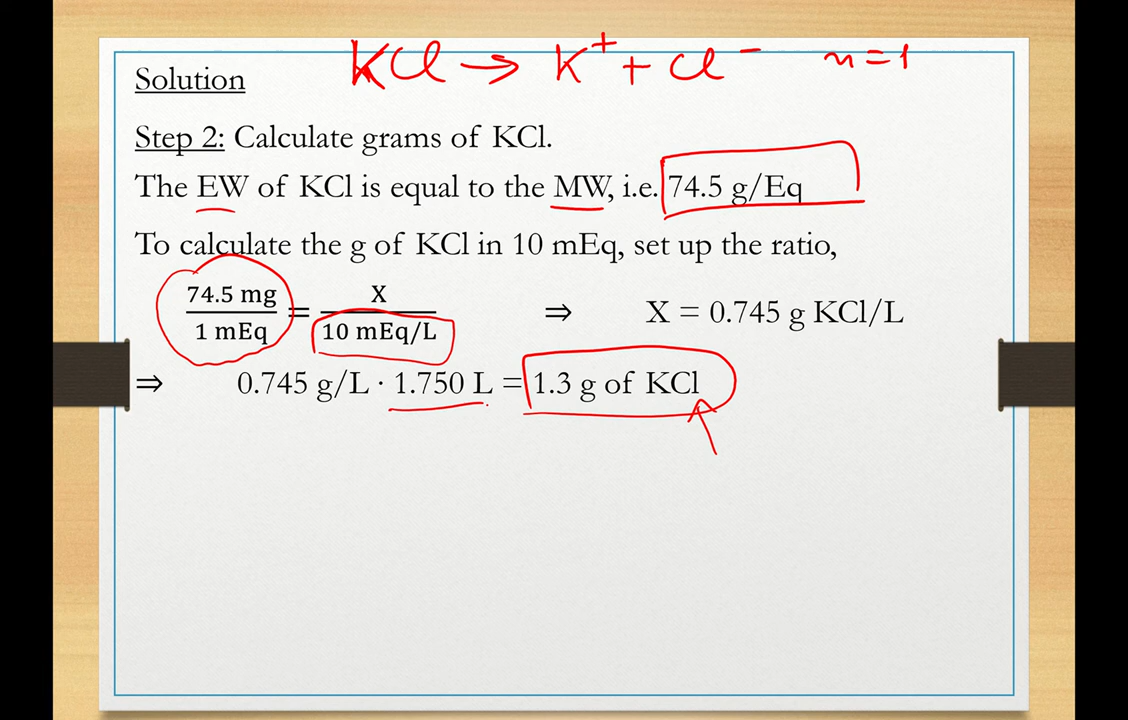 KCl → K⁺ + Cl⁻ n=1
Solution
Step 2: Calculate grams of KCl.
The EW of KCl is equal to the MW, i.e. 74.5 g/Eq
To calculate the g of KCl in 10 mEq, set up the ratio,
74.5 mg / 1 mEq = X / 10 mEq/L ⇒ X = 0.745 g KCl/L
⇒ 0.745 g/L · 1.750 L = 1.3 g of KCl